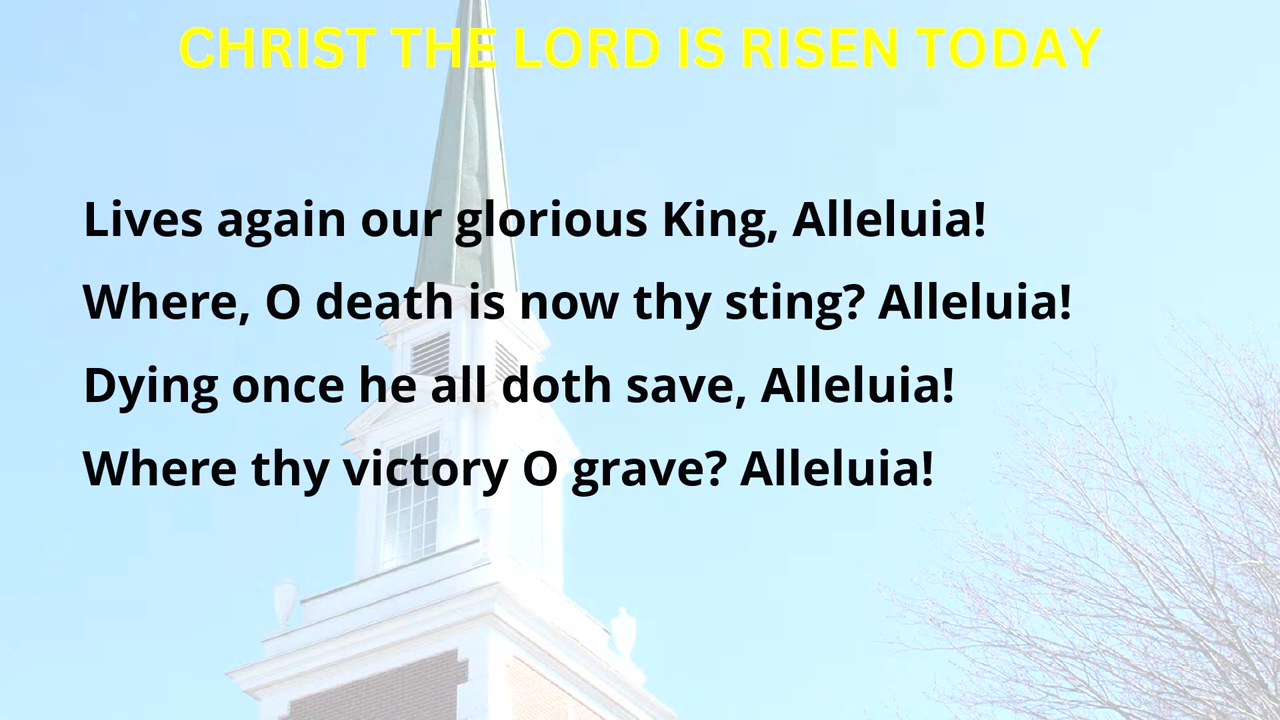 CHRIST THE LORD IS RISEN TODAY
Lives again our glorious King, Alleluia!
Where, O death is now thy sting? Alleluia!
Dying once he all doth save, Alleluia!
Where thy victory O grave? Alleluia!